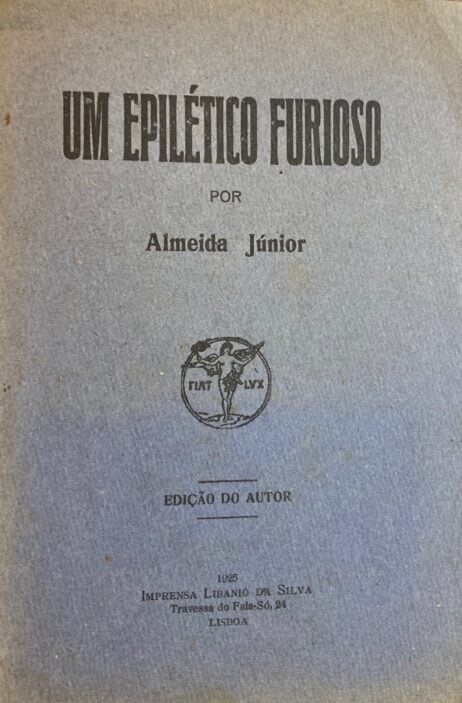 UM EPILÉTICO FURIOSO
POR
Almeida Júnior
FIAT LVX
EDIÇÃO DO AUTOR
1925
IMPRENSA LIBANIO DA SILVA
Travessa do Fala-Só, 24
LISBOA